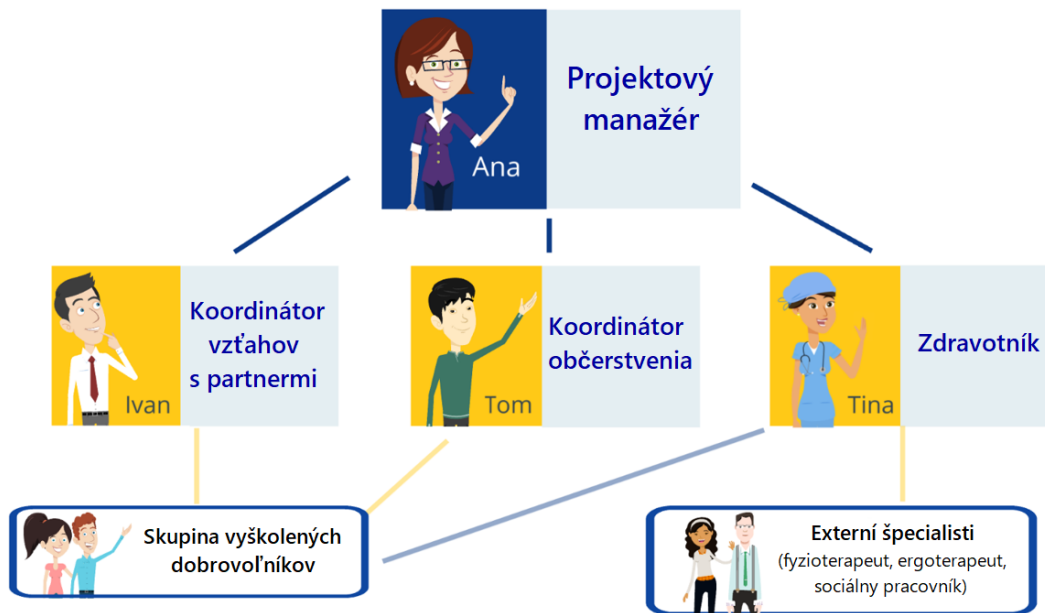 Projektový
manažér
Ana
Koordinátor
vzťahov
s partnermi
Ivan
Koordinátor
občerstvenia
Tom
Zdravotník
Tina
Skupina vyškolených
dobrovoľníkov
Externí špecialisti
(fyzioterapeut, ergoterapeut,
sociálny pracovník)